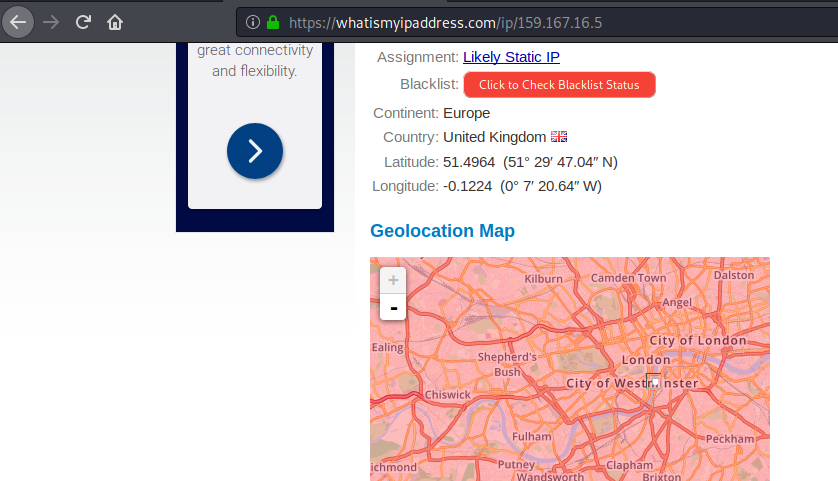 https://whatismyipaddress.com/ip/159.167.16.5
great connectivity
and flexibility.
Assignment: Likely Static IP
Blacklist: Click to Check Blacklist Status
Continent: Europe
Country: United Kingdom
Latitude: 51.4964 (51° 29′ 47.04″ N)
Longitude: -0.1224 (0° 7′ 20.64″ W)
Geolocation Map
+
-
Kilburn
Camden Town
Dalston
Angel
City of London
Ealing
Shepherd's
Bush
London
City of Westminster
Chiswick
Fulham
Peckham
ichmond
Putney
Clapham
Wandsworth
Brixton